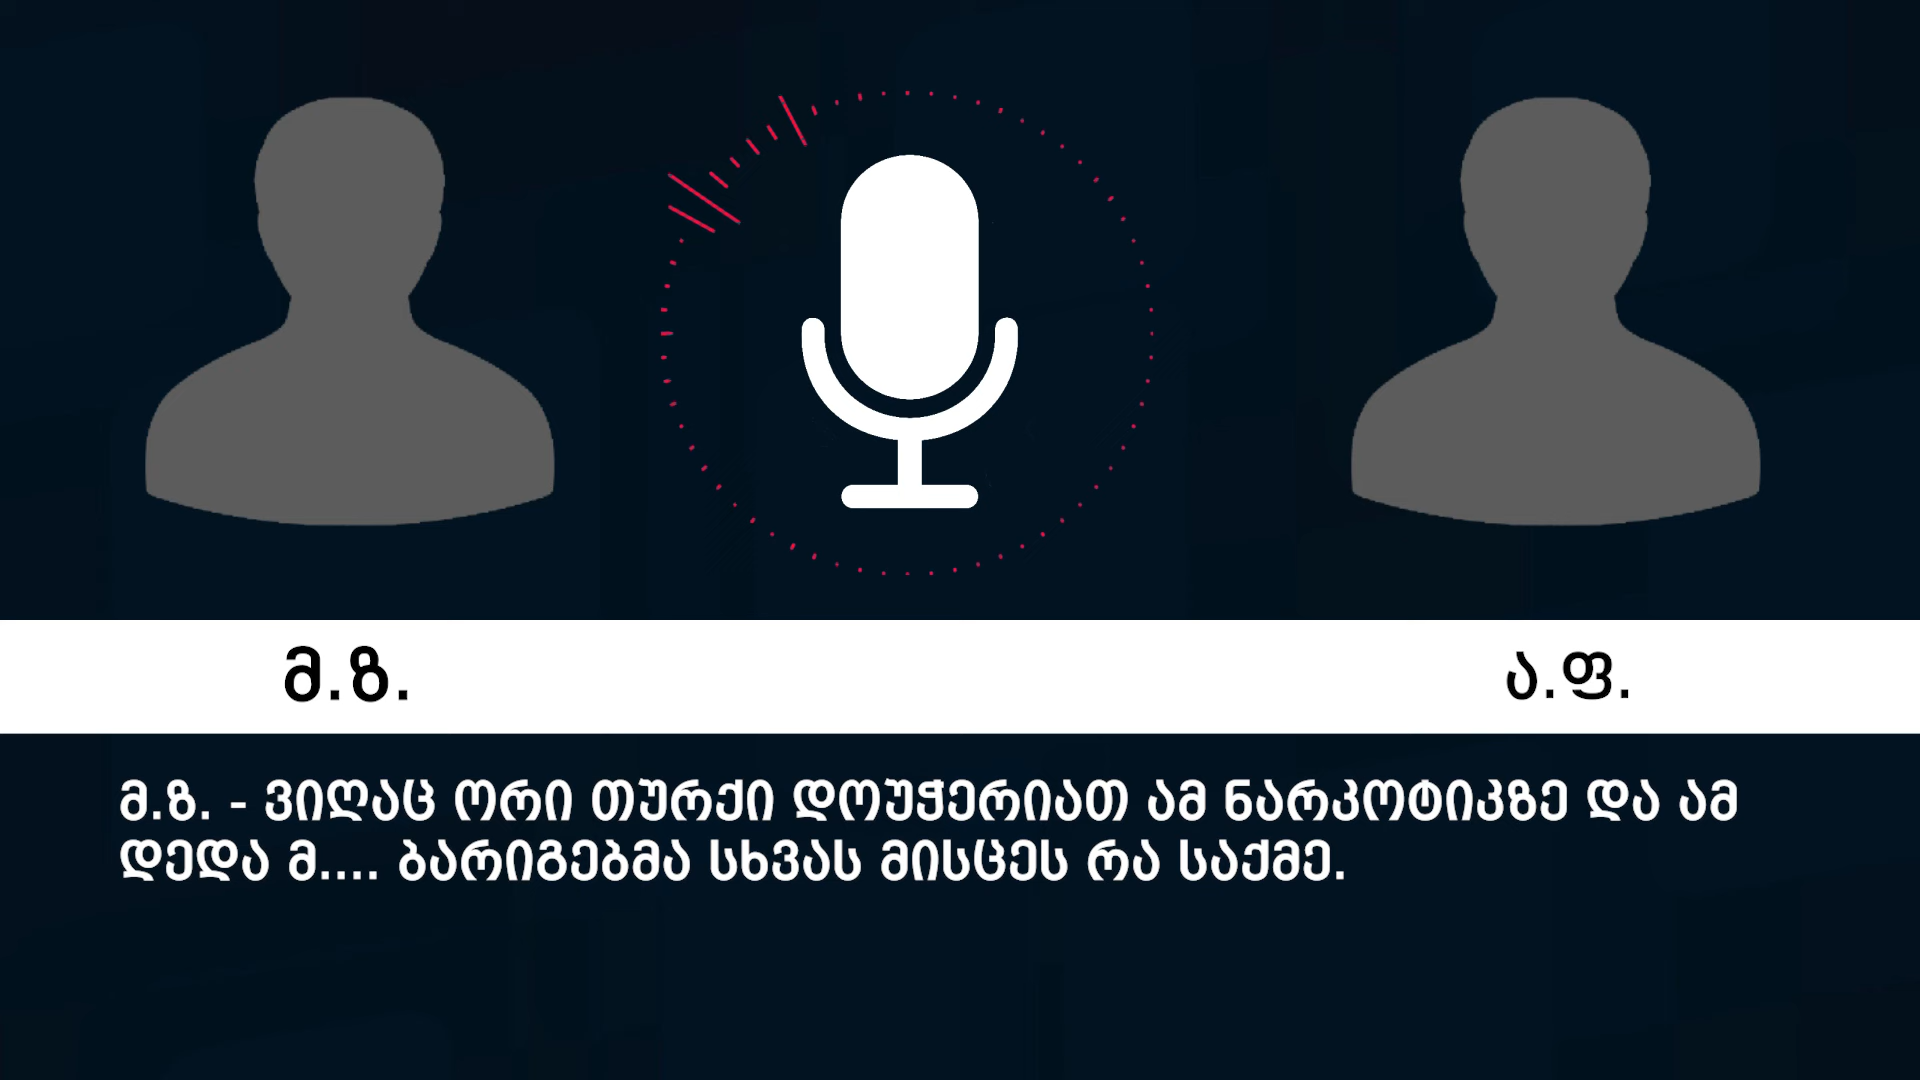 მ.ზ.
ა.ფ.
მ.ზ. - ვიღაც ორი თურქი დოუჭერიათ ამ ნარკოტიკზე და ამ
დედა მ.... ბარიგებმა სხვას მისცეს რა საქმე.